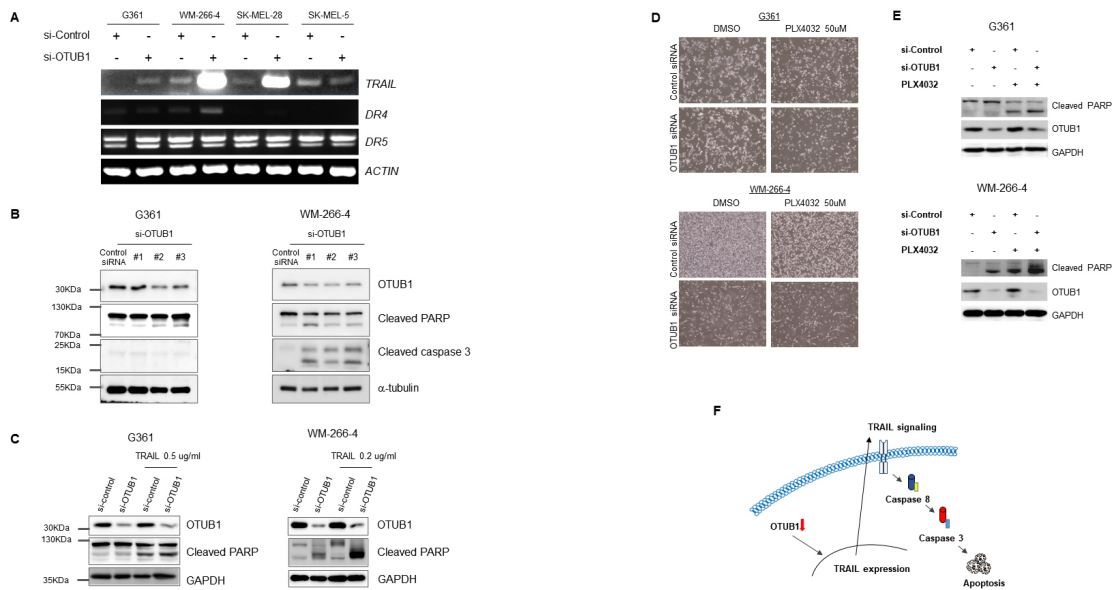 A
G361 WM-266-4 SK-MEL-28 SK-MEL-5
si-Control + - + - + - + -
si-OTUB1 - + - + - + - +
TRAIL
DR4
DR5
ACTIN
B
G361
si-OTUB1
Control siRNA #1 #2 #3
30KDa
130KDa
70KDa
25KDa
15KDa
55KDa
WM-266-4
si-OTUB1
Control siRNA #1 #2 #3
OTUB1
Cleaved PARP
Cleaved caspase 3
α-tubulin
C
G361
TRAIL 0.5 ug/ml
si-control si-OTUB1 si-control si-OTUB1
30KDa
130KDa
35KDa
OTUB1
Cleaved PARP
GAPDH
WM-266-4
TRAIL 0.2 ug/ml
si-control si-OTUB1 si-control si-OTUB1
OTUB1
Cleaved PARP
GAPDH
D
G361
DMSO PLX4032 50uM
Control siRNA
OTUB1 siRNA
WM-266-4
DMSO PLX4032 50uM
Control siRNA
OTUB1 siRNA
E
G361
si-Control + - + -
si-OTUB1 - + - +
PLX4032 - - + +
Cleaved PARP
OTUB1
GAPDH
WM-266-4
si-Control + - + -
si-OTUB1 - + - +
PLX4032 - - + +
Cleaved PARP
OTUB1
GAPDH
F
TRAIL signaling
Caspase 8
OTUB1
Caspase 3
TRAIL expression
Apoptosis